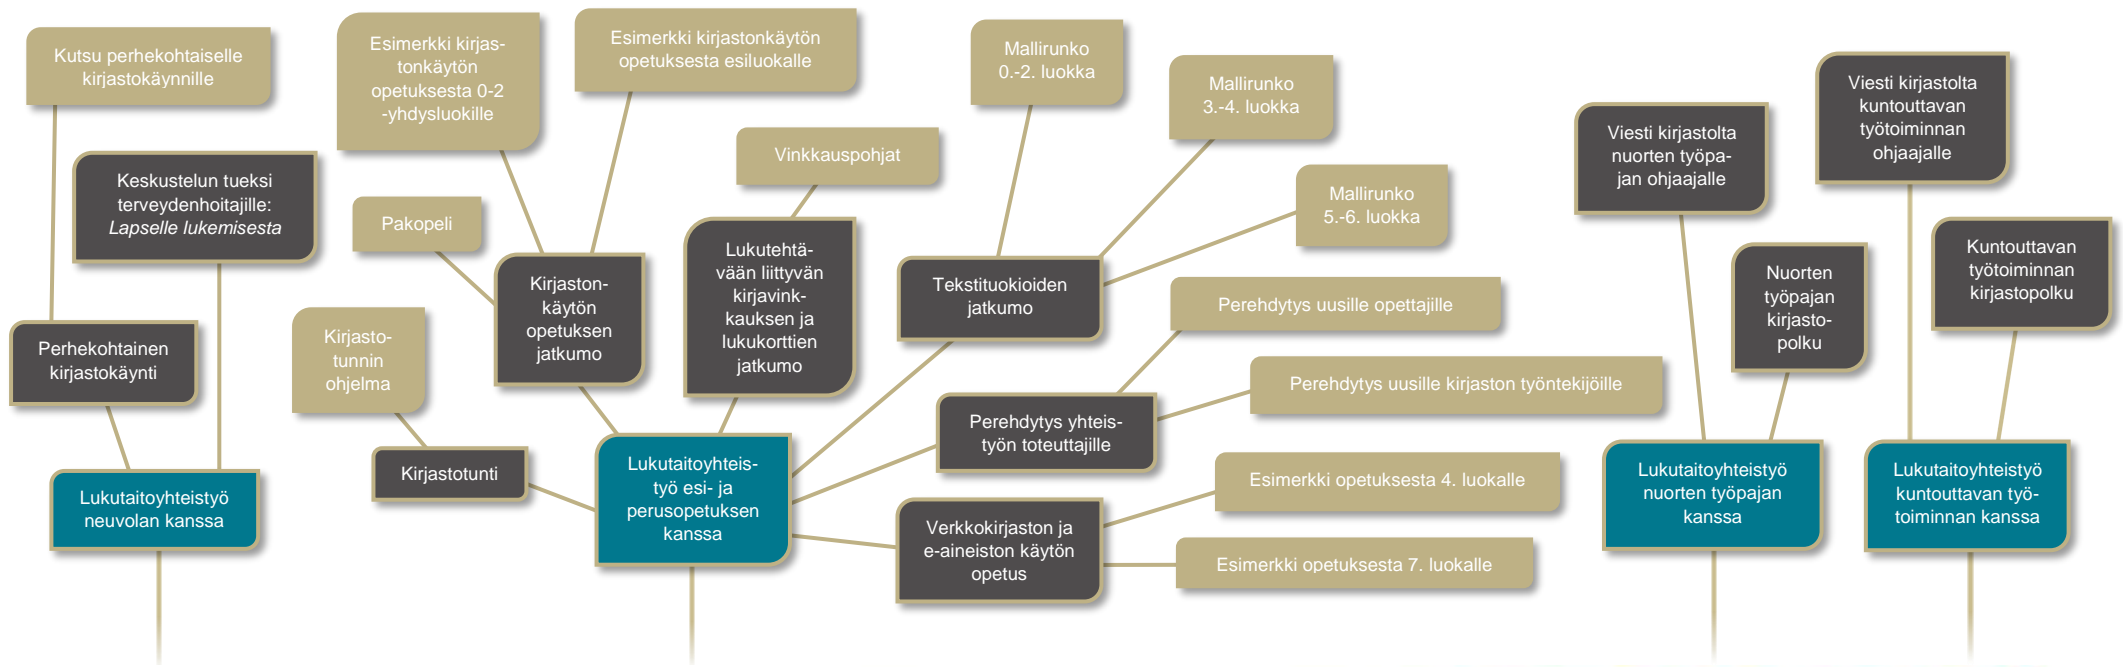 Kutsu perhekohtaiselle
kirjastokäynnille
Keskustelun tueksi
terveydenhoitajille:
Lapselle lukemisesta
Perhekohtainen
kirjastokäynti
Lukutaitoyhteistyö
neuvolan kanssa
Esimerkki kirjas-
tonkäytön
opetuksesta 0-2
-yhdysluokille
Esimerkki kirjastonkäytön
opetuksesta esiluokalle
Pakopeli
Kirjaston-
käytön
opetuksen
jatkumo
Kirjasto-
tunnin
ohjelma
Kirjastotunti
Vinkkauspohjat
Lukutehtä-
vään liittyvän
kirjavink-
kauksen ja
lukukorttien
jatkumo
Lukutaitoyhteis-
työ esi- ja
perusopetuksen
kanssa
Mallirunko
0.-2. luokka
Mallirunko
3.-4. luokka
Mallirunko
5.-6. luokka
Tekstituokioiden
jatkumo
Perehdytys uusille opettajille
Perehdytys uusille kirjaston työntekijöille
Perehdytys yhteis-
työn toteuttajille
Esimerkki opetuksesta 4. luokalle
Verkkokirjaston ja
e-aineiston käytön
opetus
Esimerkki opetuksesta 7. luokalle
Viesti kirjastolta
nuorten työpa-
jan ohjaajalle
Nuorten
työpajan
kirjasto-
polku
Lukutaitoyhteistyö
nuorten työpajan
kanssa
Viesti kirjastolta
kuntouttavan
työtoiminnan
ohjaajalle
Kuntouttavan
työtoiminnan
kirjastopolku
Lukutaitoyhteistyö
kuntouttavan työ-
toiminnan kanssa